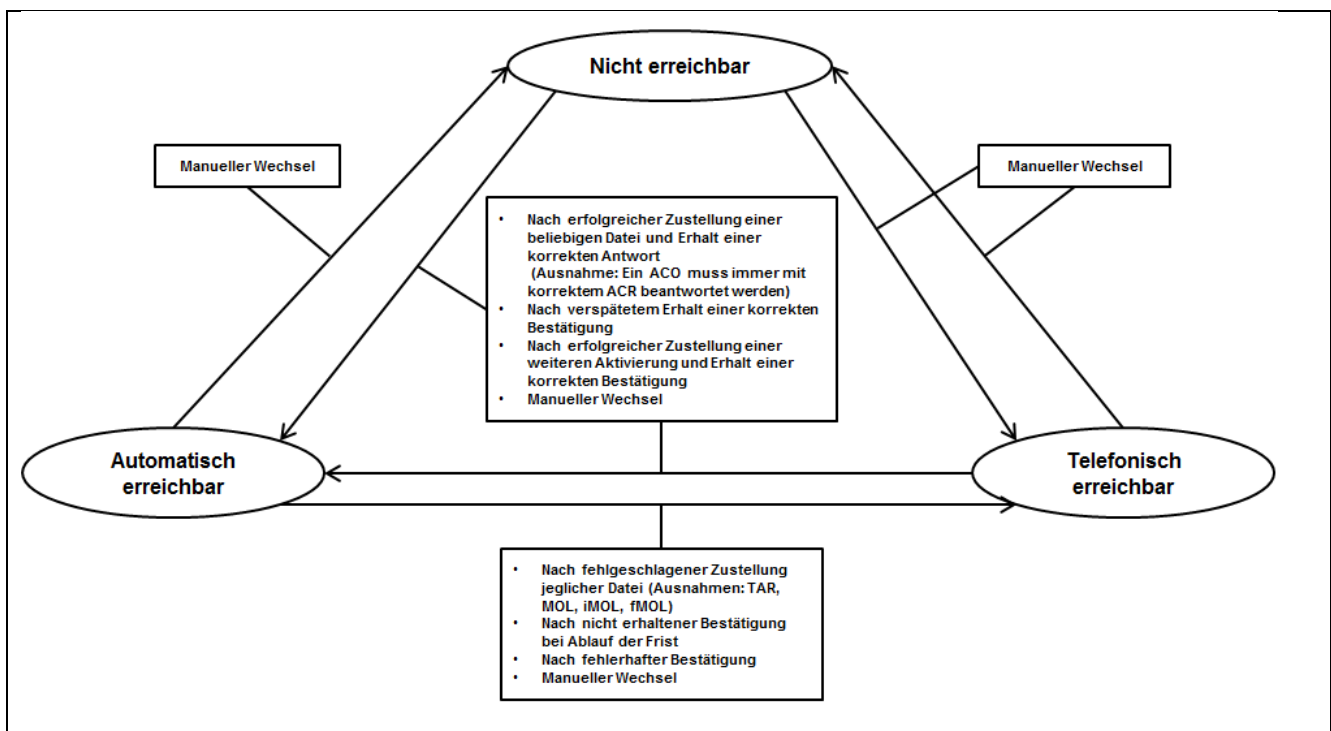 Nicht erreichbar
Manueller Wechsel
Manueller Wechsel
• Nach erfolgreicher Zustellung einer
beliebigen Datei und Erhalt einer
korrekten Antwort
(Ausnahme: Ein ACO muss immer mit
korrektem ACR beantwortet werden)
• Nach verspätetem Erhalt einer korrekten
Bestätigung
• Nach erfolgreicher Zustellung einer
weiteren Aktivierung und Erhalt einer
korrekten Bestätigung
• Manueller Wechsel
Automatisch
erreichbar
Telefonisch
erreichbar
• Nach fehlgeschlagener Zustellung
jeglicher Datei (Ausnahmen: TAR,
MOL, iMOL, fMOL)
• Nach nicht erhaltener Bestätigung
bei Ablauf der Frist
• Nach fehlerhafter Bestätigung
• Manueller Wechsel